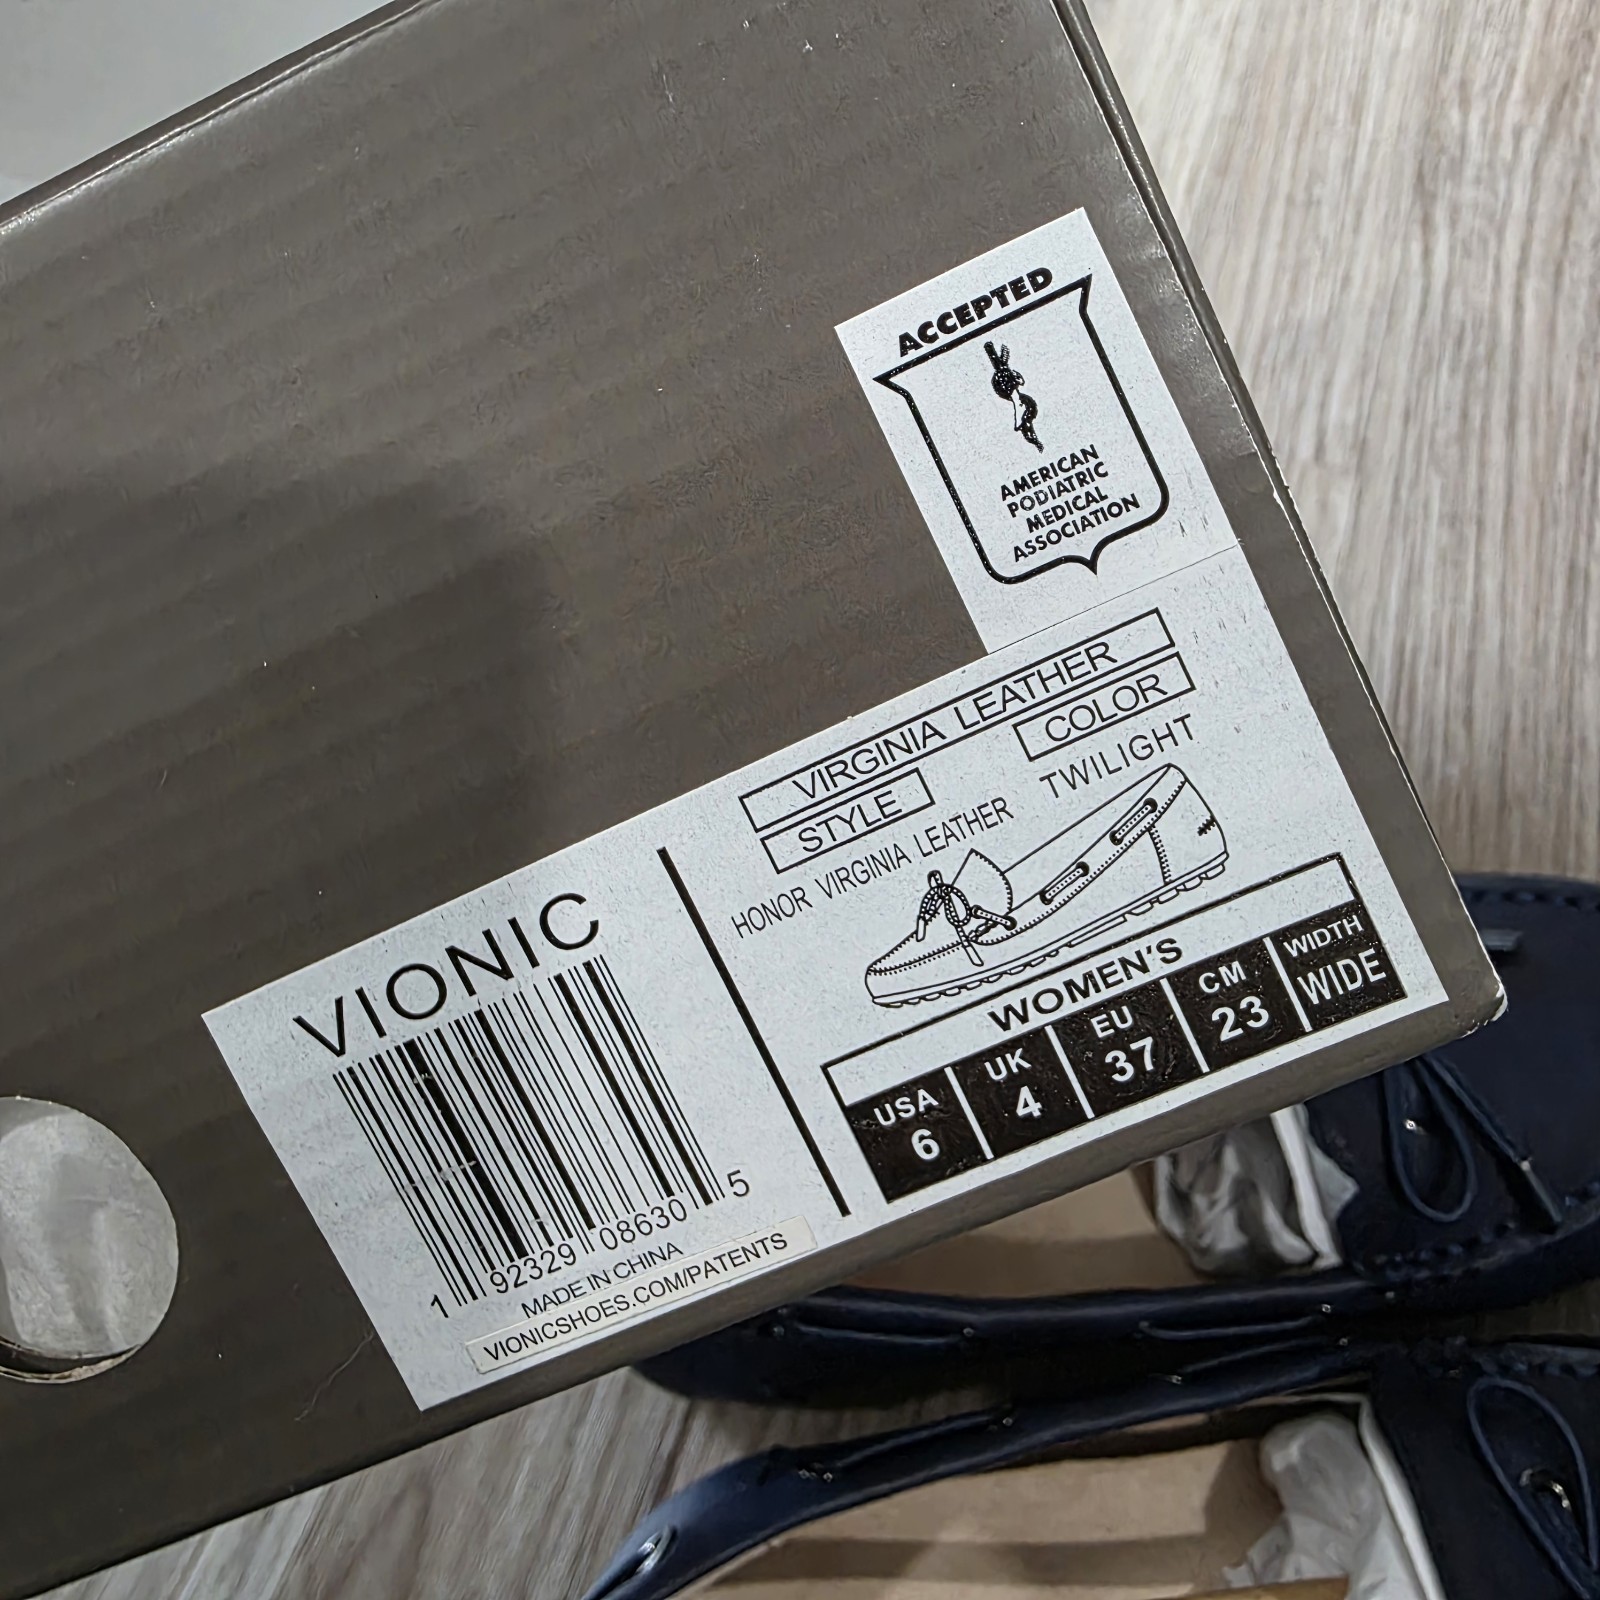 ACCEPTED
AMERICAN
PODIATRIC
MEDICAL
ASSOCIATION
VIRGINIA LEATHER
STYLE
COLOR
HONOR VIRGINIA LEATHER
TWILIGHT
WOMEN'S
USA UK EU CM WIDTH
6 4 37 23 WIDE
VIONIC
1 92329 08630 5
MADE IN CHINA
VIONICSHOES.COM/PATENTS